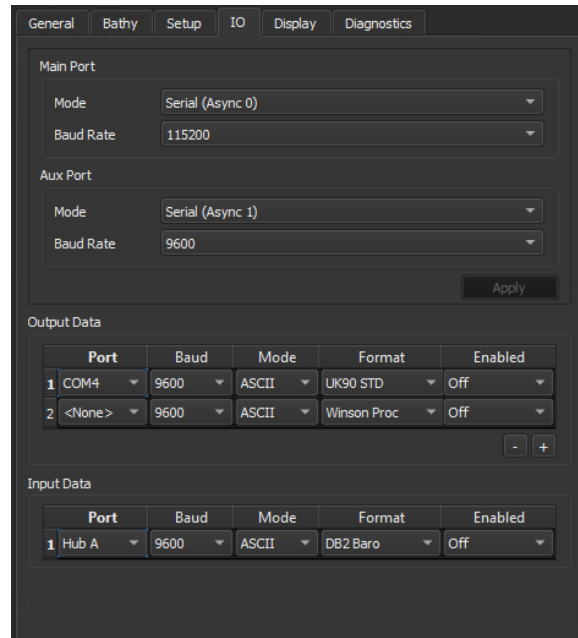 General Bathy Setup IO Display Diagnostics
Main Port
Mode Serial (Async 0)
Baud Rate 115200
Aux Port
Mode Serial (Async 1)
Baud Rate 9600
Apply
Output Data
Port Baud Mode Format Enabled
1 COM4 9600 ASCII UK90 STD Off
2 <None> 9600 ASCII Winson Proc Off
- +
Input Data
Port Baud Mode Format Enabled
1 Hub A 9600 ASCII DB2 Baro Off